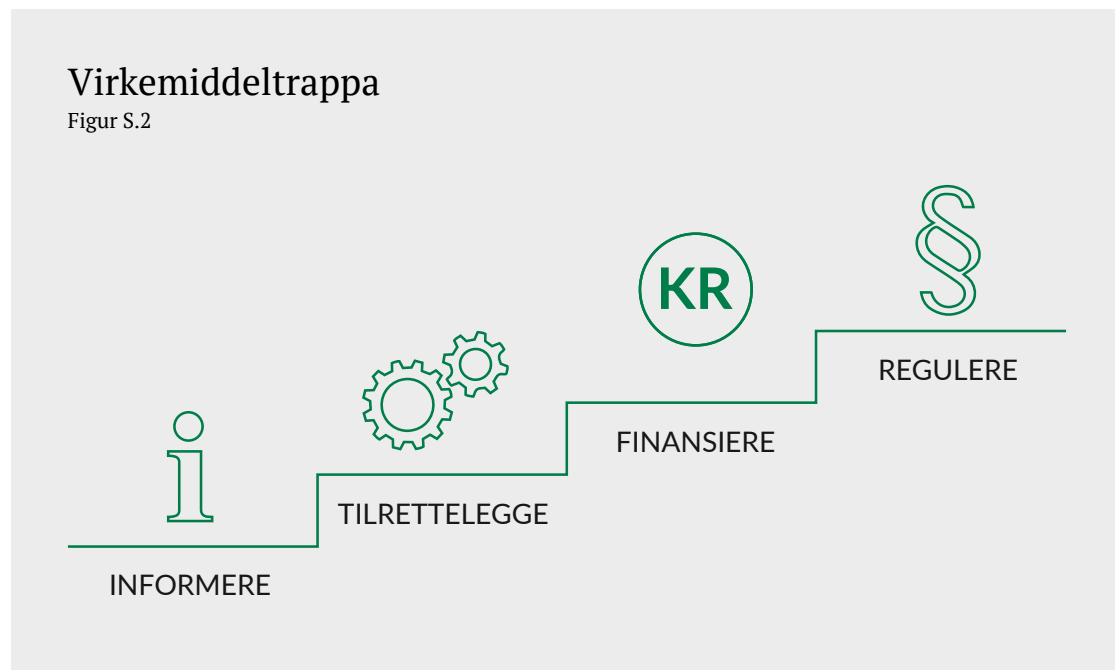 Virkemiddeltrappa
Figur S.2
§
KR
REGULERE
FINANSIERE
TILRETTELEGGE
i
INFORMERE